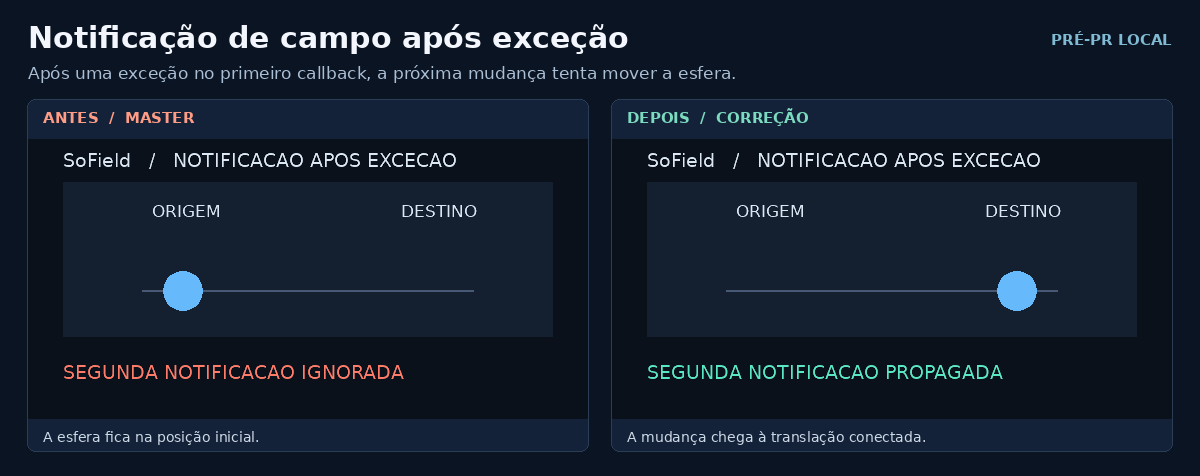 Notificação de campo após exceção
PRÉ-PR LOCAL
Após uma exceção no primeiro callback, a próxima mudança tenta mover a esfera.
ANTES / MASTER
SoField / NOTIFICACAO APOS EXCECAO
ORIGEM DESTINO
SEGUNDA NOTIFICACAO IGNORADA
A esfera fica na posição inicial.
DEPOIS / CORREÇÃO
SoField / NOTIFICACAO APOS EXCECAO
ORIGEM DESTINO
SEGUNDA NOTIFICACAO PROPAGADA
A mudança chega à translação conectada.